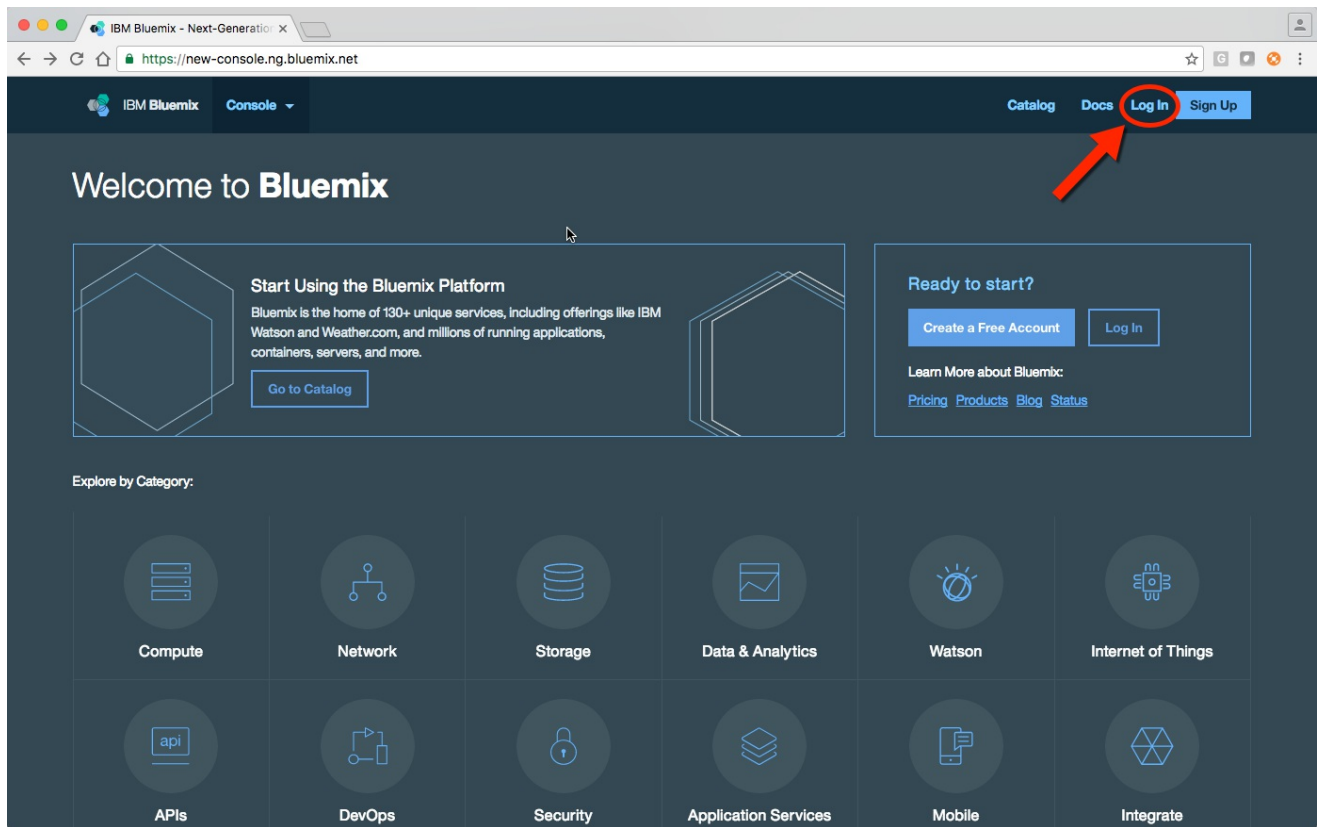 IBM Bluemix - Next-Generation
https://new-console.ng.bluemix.net
IBM Bluemix Console Catalog Docs Log In Sign Up
Welcome to Bluemix
Start Using the Bluemix Platform
Bluemix is the home of 130+ unique services, including offerings like IBM
Watson and Weather.com, and millions of running applications,
containers, servers, and more.
Go to Catalog
Ready to start?
Create a Free Account Log In
Learn More about Bluemix:
Pricing Products Blog Status
Explore by Category:
Compute Network Storage Data & Analytics Watson Internet of Things
api
APIs DevOps Security Application Services Mobile Integrate